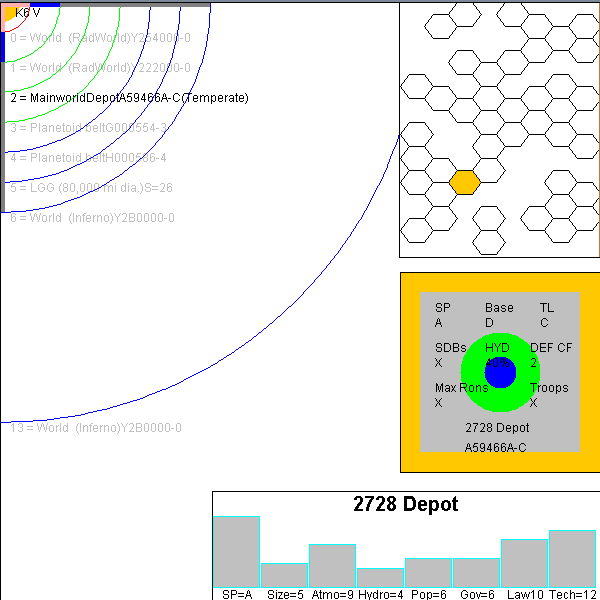 K6 V
0 = World  (RadWorld)Y254000-0
1 = World  (RadWorld)Y222000-0
2 = MainworldDepotA59466A-C(Temperate)
3 = Planetoid beltG000554-3
4 = Planetoid beltH000566-4
5 = LGG (80,000 mi dia.)S=26
6 = World  (Inferno)Y2B0000-0
13 = World  (Inferno)Y2B0000-0
SP Base TL
A D C
SDBs HYD DEF CF
X 40% 2
Max Rons Troops
X X
2728 Depot
A59466A-C
2728 Depot
SP=A Size=5 Atmo=9 Hydro=4 Pop=6 Gov=6 Law10 Tech=12